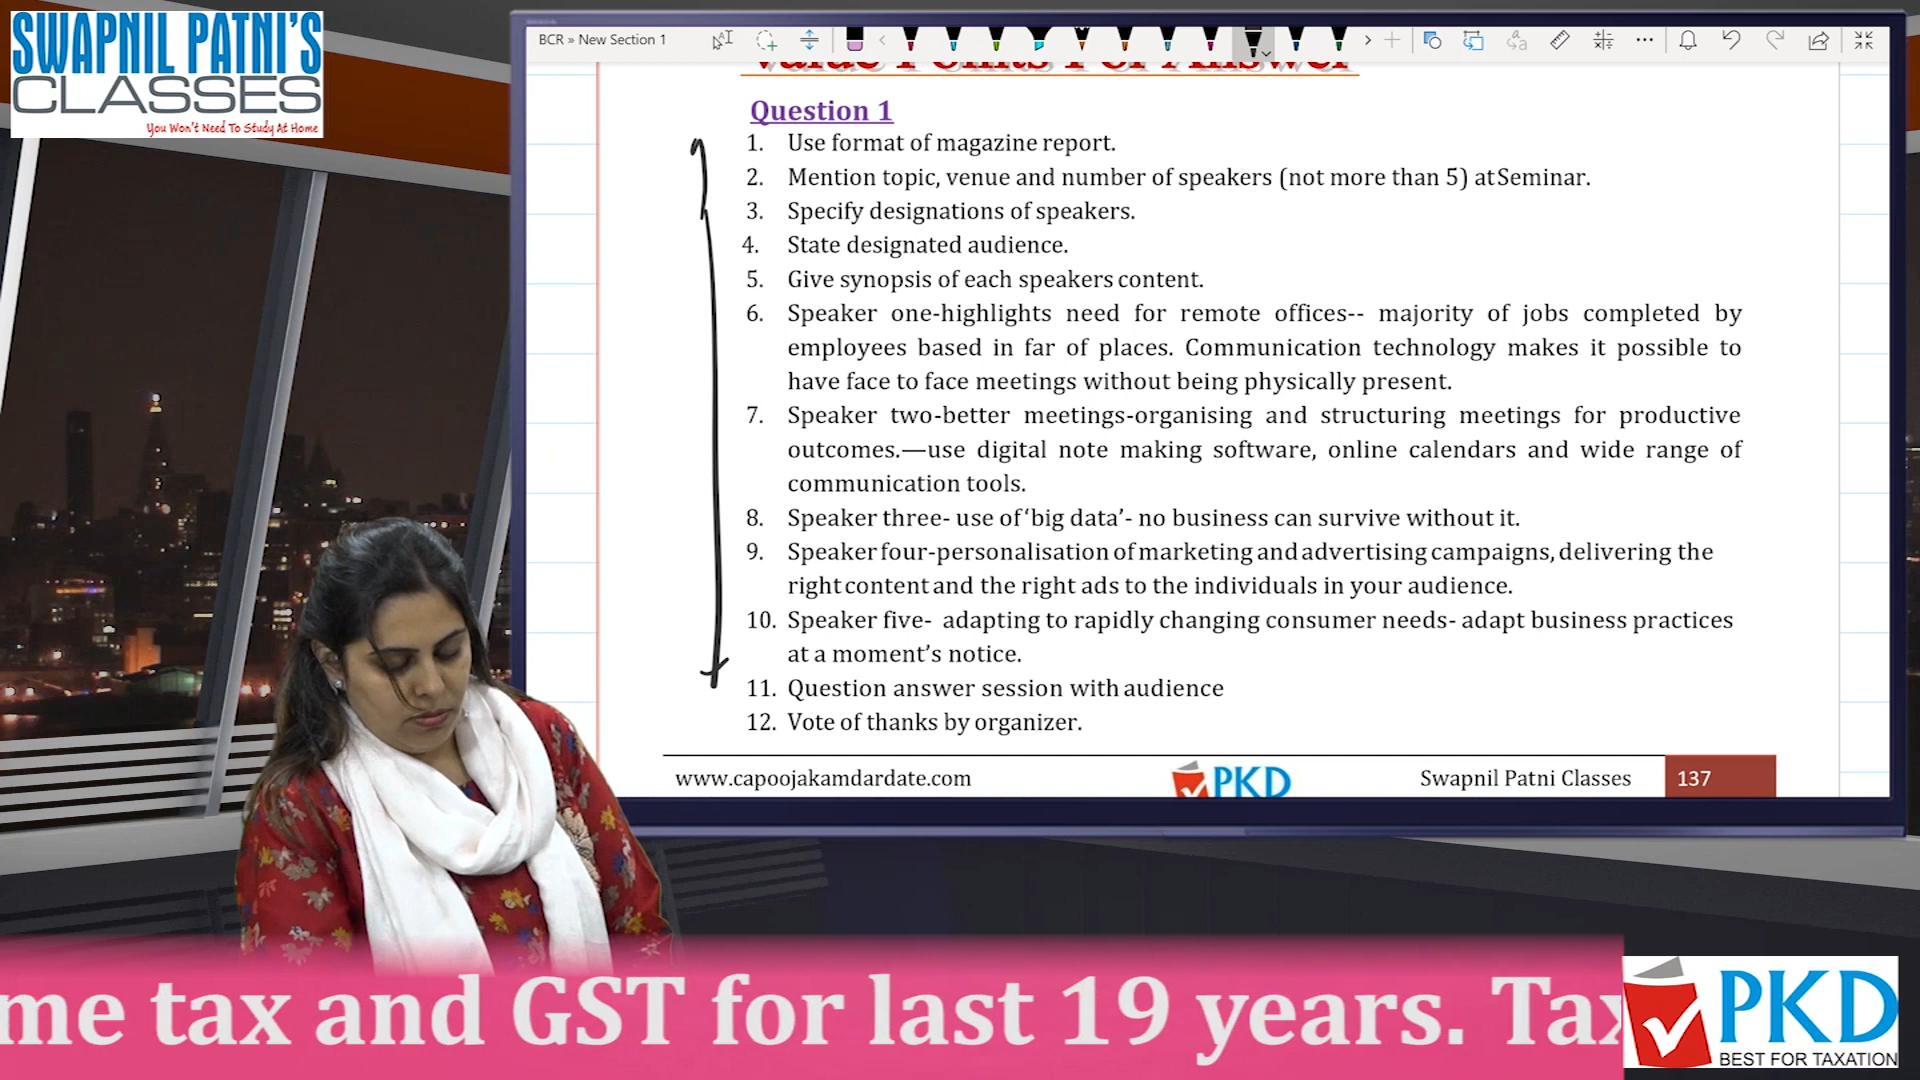 SWAPNIL PATNI'S
CLASSES
You Won't Need To Study At Home
BCR » New Section 1
Value Points For Answer
Question 1
1. Use format of magazine report.
2. Mention topic, venue and number of speakers (not more than 5) at Seminar.
3. Specify designations of speakers.
4. State designated audience.
5. Give synopsis of each speakers content.
6. Speaker one-highlights need for remote offices-- majority of jobs completed by
employees based in far of places. Communication technology makes it possible to
have face to face meetings without being physically present.
7. Speaker two-better meetings-organising and structuring meetings for productive
outcomes.—use digital note making software, online calendars and wide range of
communication tools.
8. Speaker three- use of ‘big data’- no business can survive without it.
9. Speaker four-personalisation of marketing and advertising campaigns, delivering the
right content and the right ads to the individuals in your audience.
10. Speaker five- adapting to rapidly changing consumer needs- adapt business practices
at a moment’s notice.
11. Question answer session with audience
12. Vote of thanks by organizer.
www.capoojakamdardate.com PKD Swapnil Patni Classes 137
me tax and GST for last 19 years. Tax
PKD
BEST FOR TAXATION